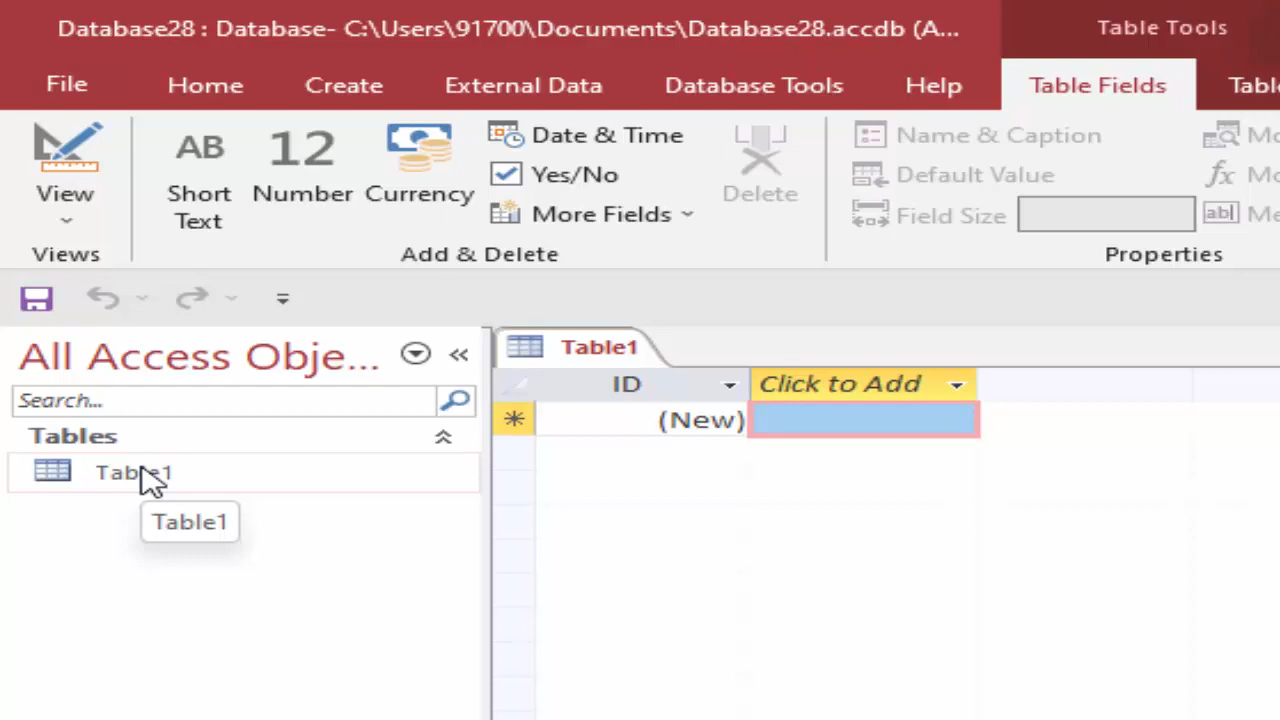 Database28 : Database- C:\Users\91700\Documents\Database28.accdb (A...
Table Tools
File
Home
Create
External Data
Database Tools
Help
Table Fields
View
Views
AB
Short
Text
12
Number
Currency
Date & Time
Yes/No
More Fields
Add & Delete
Delete
Name & Caption
Default Value
Field Size
fx
ab
Properties
All Access Obje...
Search...
Tables
Table1
Table1
Table1
ID
Click to Add
(New)